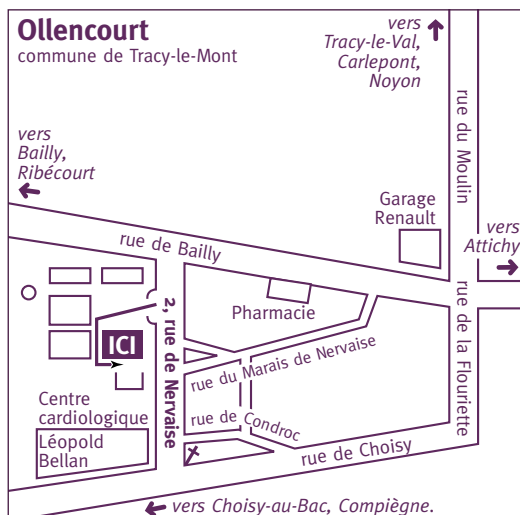 Ollencourt
commune de Tracy-le-Mont
vers
Tracy-le-Val,
Carlepont,
Noyon
vers
Bailly,
Ribécourt
rue du Moulin
Garage
Renault
vers
Attichy
rue de Bailly
Pharmacie
2, rue de Nervaise
ICI
rue du Marais de Nervaise
rue de la Flouriette
Centre
cardiologique
Léopold
Bellan
rue de Condroc
rue de Choisy
vers Choisy-au-Bac, Compiègne.